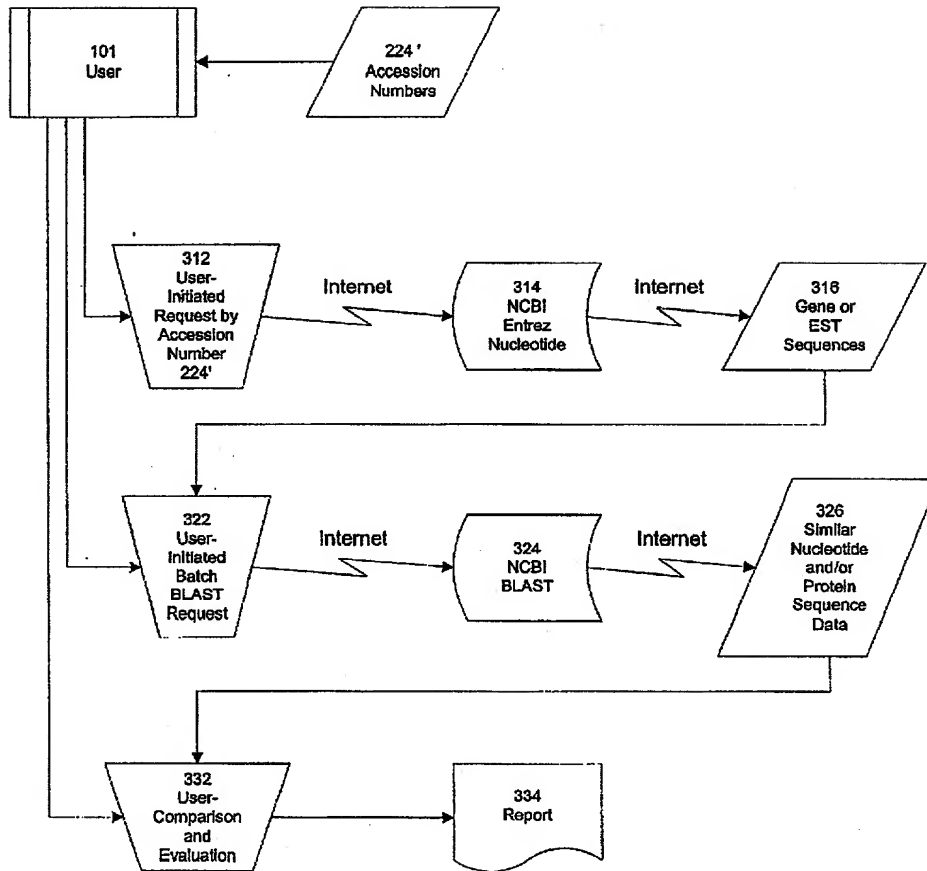 101
User
224'
Accession
Numbers
312
User-
Initiated
Request by
Accession
Number
224'
Internet
314
NCBI
Entrez
Nucleotide
Internet
316
Gene or
EST
Sequences
322
User-
Initiated
Batch
BLAST
Request
Internet
324
NCBI
BLAST
Internet
326
Similar
Nucleotide
and/or
Protein
Sequence
Data
332
User-
Comparison
and
Evaluation
334
Report